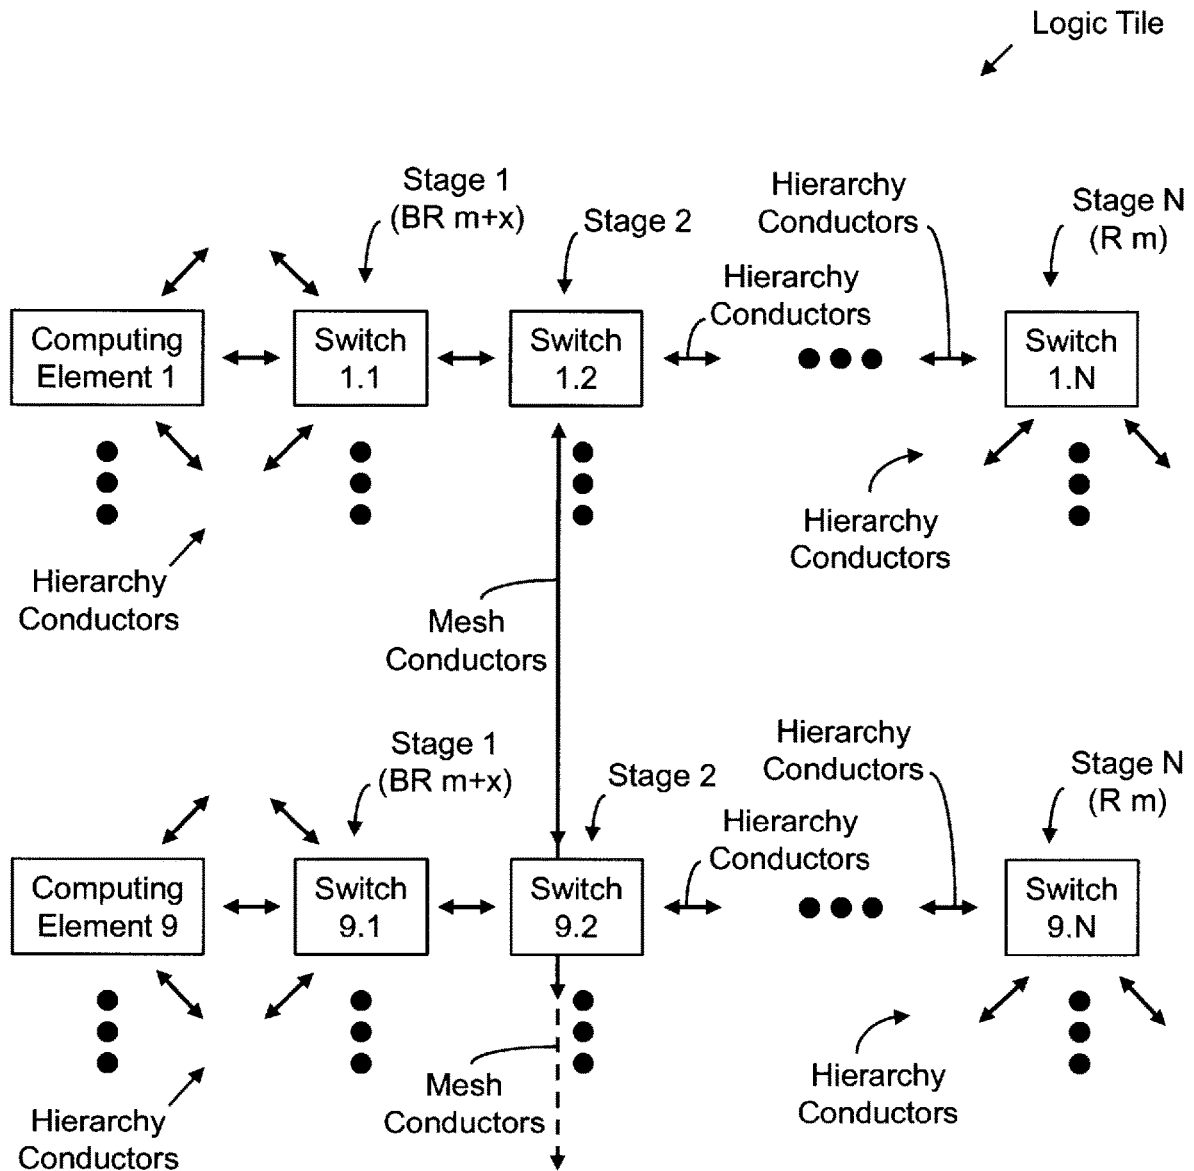 Logic Tile
Stage 1
(BR m+x)
Stage 2
Hierarchy
Conductors
Stage N
(R m)
Hierarchy
Conductors
Computing
Element 1
Switch
1.1
Switch
1.2
Switch
1.N
Hierarchy
Conductors
Hierarchy
Conductors
Mesh
Conductors
Stage 1
(BR m+x)
Stage 2
Hierarchy
Conductors
Stage N
(R m)
Hierarchy
Conductors
Computing
Element 9
Switch
9.1
Switch
9.2
Switch
9.N
Mesh
Conductors
Hierarchy
Conductors
Hierarchy
Conductors